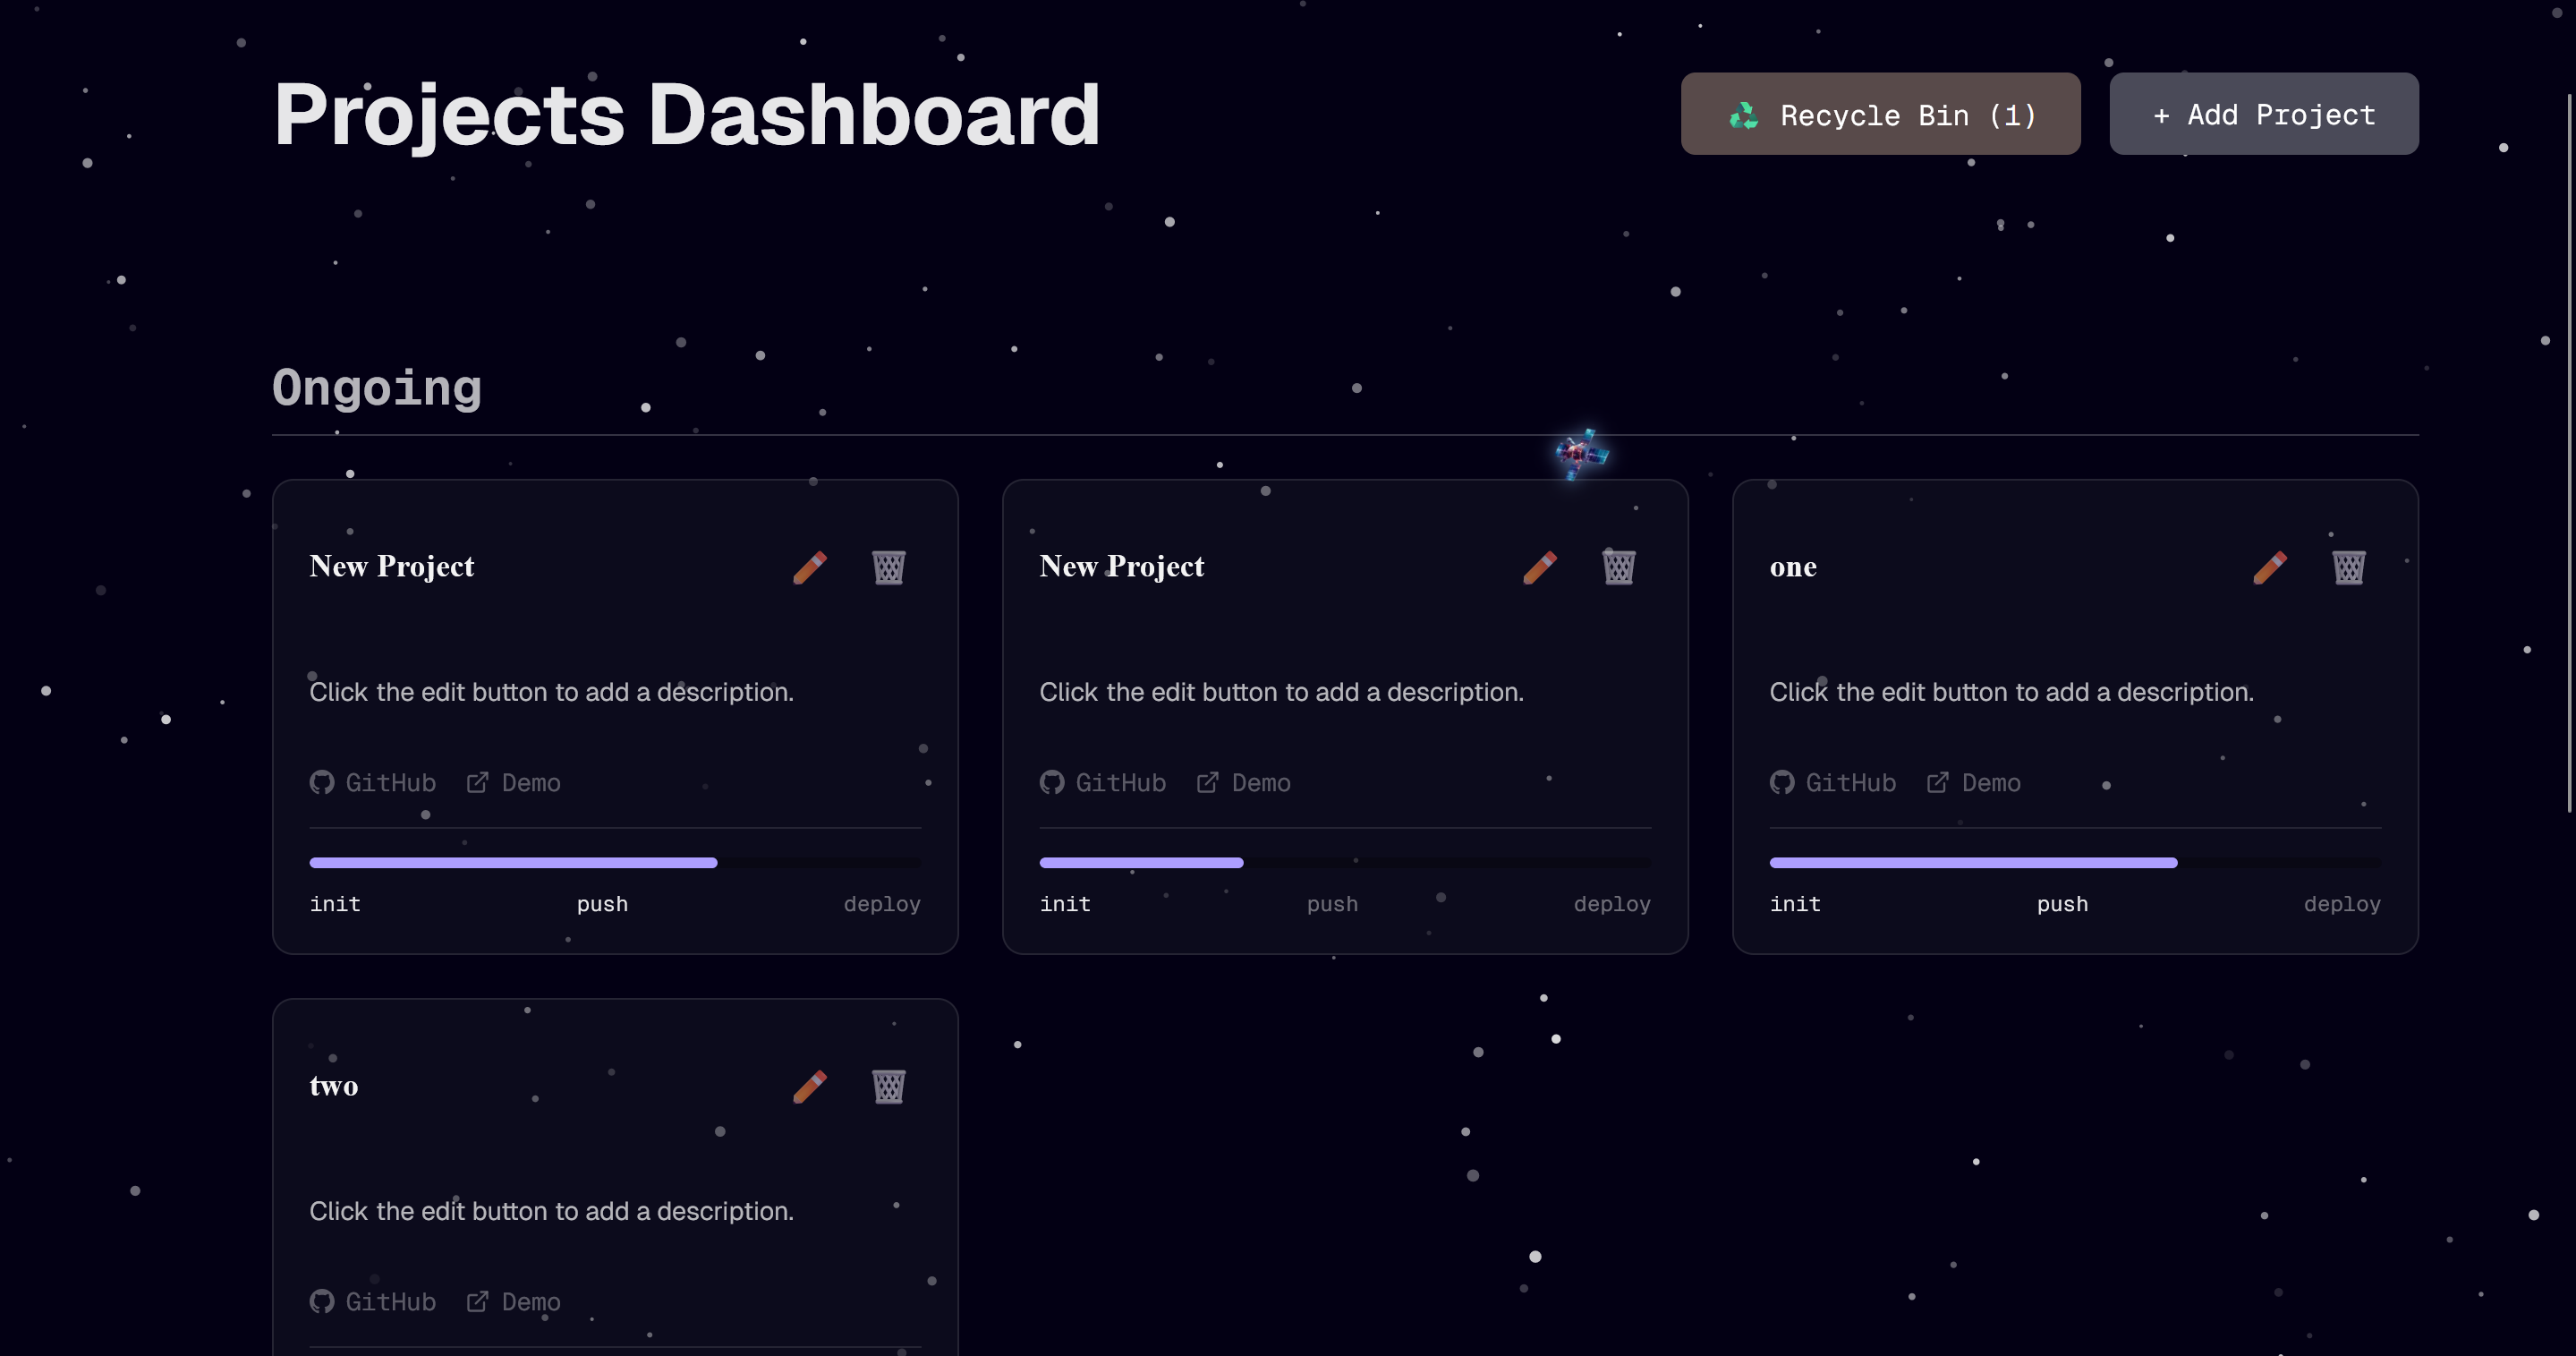 Projects Dashboard
Recycle Bin (1)
+ Add Project
Ongoing
New Project
Click the edit button to add a description.
GitHub Demo
init push deploy
New Project
Click the edit button to add a description.
GitHub Demo
init push deploy
one
Click the edit button to add a description.
GitHub Demo
init push deploy
two
Click the edit button to add a description.
GitHub Demo